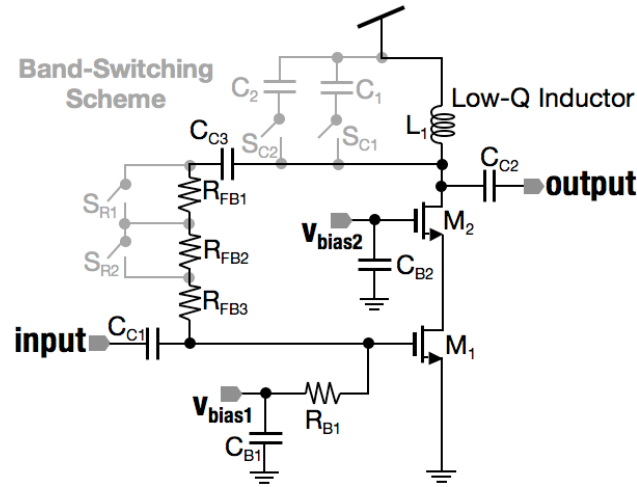 Band-Switching
Scheme
C2
C1
Low-Q Inductor
L1
CC3
SC2
SC1
CC2
output
SR1
RFB1
vbias2
M2
SR2
RFB2
CB2
RFB3
input
CC1
M1
vbias1
RB1
CB1